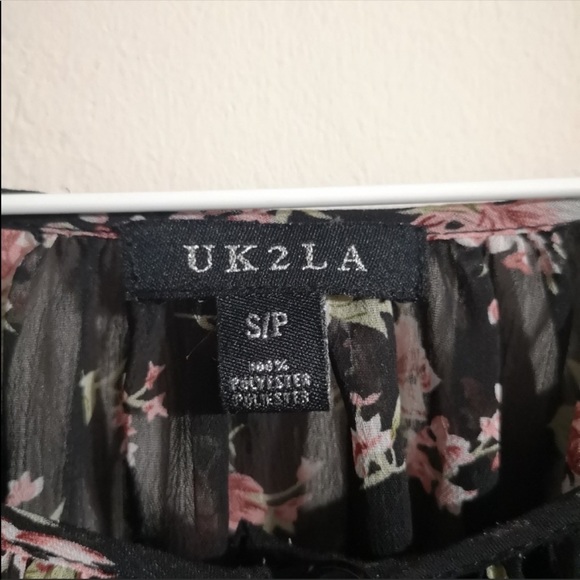 UK2LA
S/P
100%
POLYESTER
POLIESTER